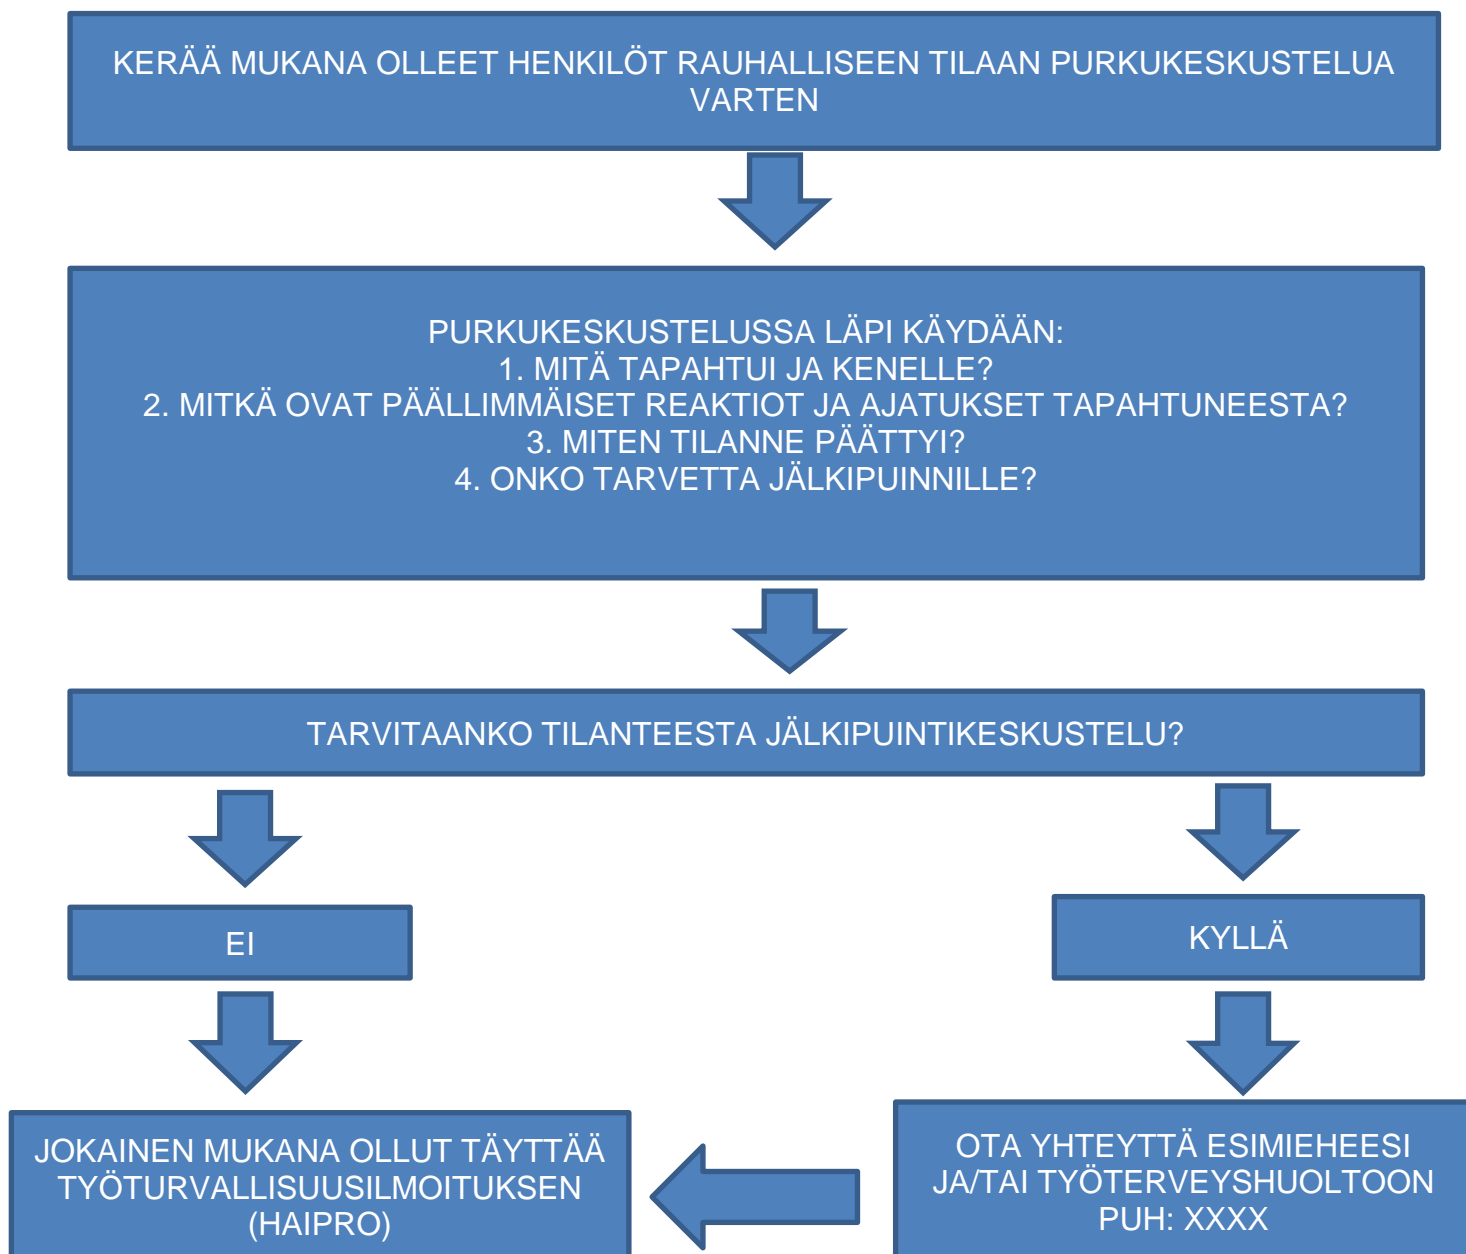 KERÄÄ MUKANA OLLEET HENKILÖT RAUHALLISEEN TILAAN PURKUKESKUSTELUA
VARTEN
PURKUKESKUSTELUSSA LÄPI KÄYDÄÄN:
1. MITÄ TAPAHTUI JA KENELLE?
2. MITKÄ OVAT PÄÄLLIMMÄISET REAKTIOT JA AJATUKSET TAPAHTUNEESTA?
3. MITEN TILANNE PÄÄTTYI?
4. ONKO TARVETTA JÄLKIPUINNILLE?
TARVITAANKO TILANTEESTA JÄLKIPUINTIKESKUSTELU?
EI
KYLLÄ
JOKAINEN MUKANA OLLUT TÄYTTÄÄ
TYÖTURVALLISUUSILMOITUKSEN
(HAIPRO)
OTA YHTEYTTÄ ESIMIEHEESI
JA/TAI TYÖTERVEYSHUOLTOON
PUH: XXXX